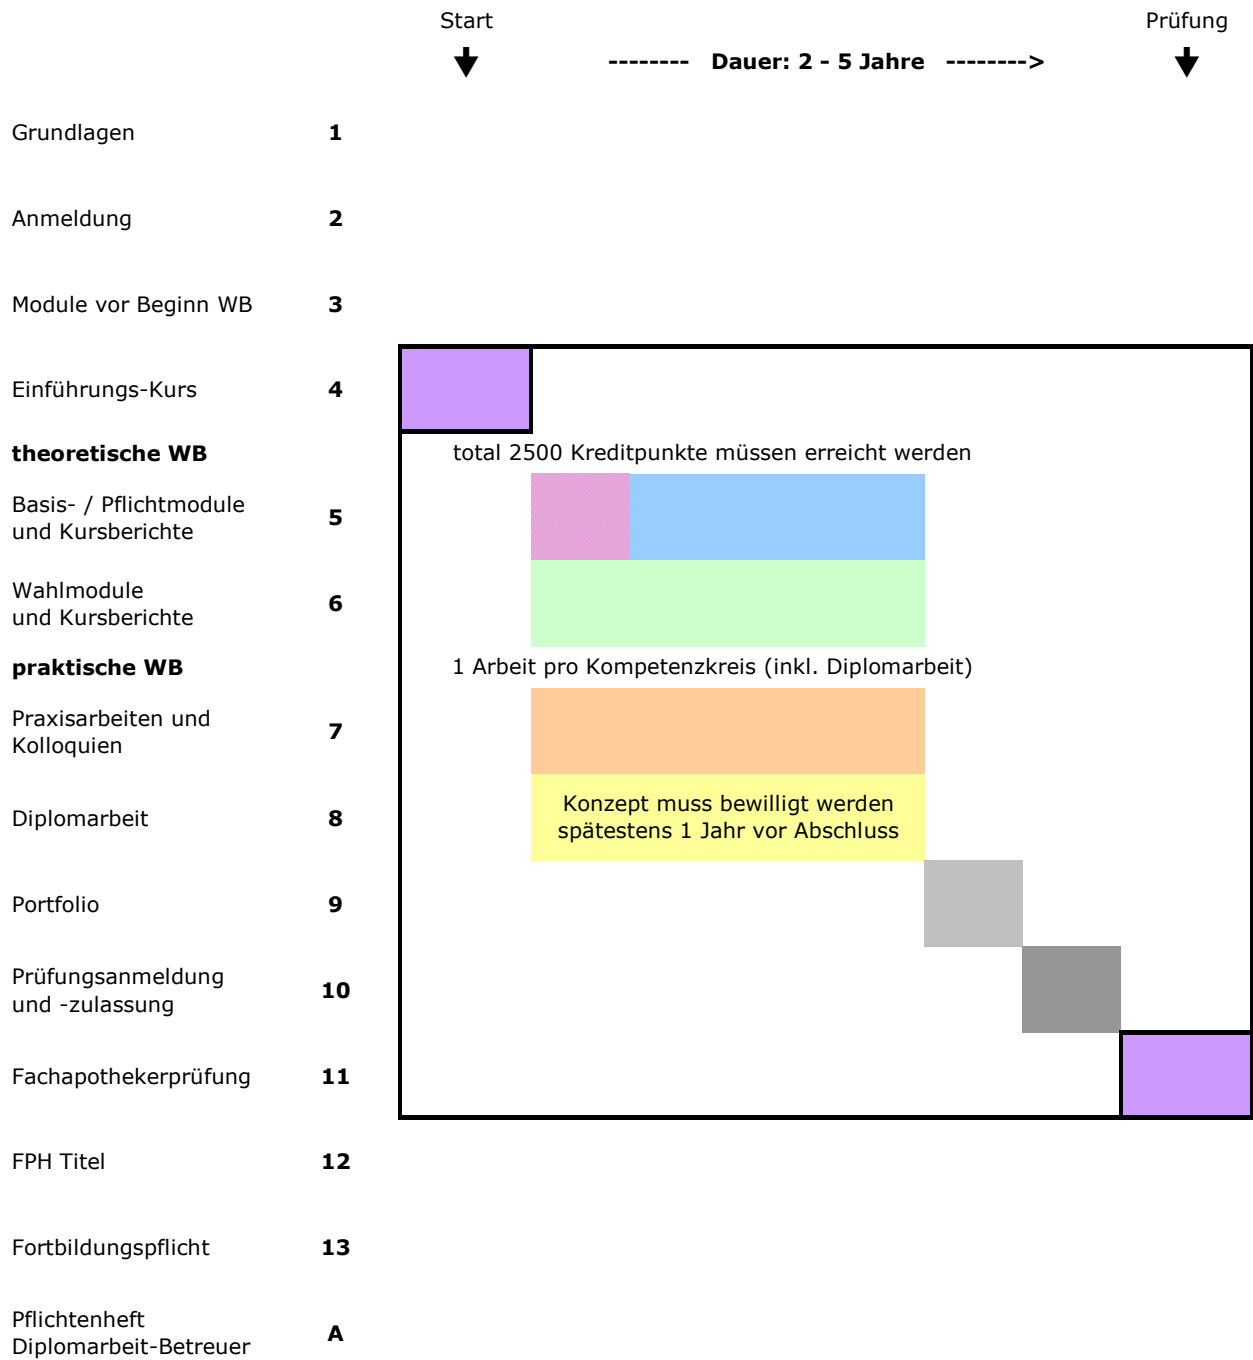 Start
Prüfung
-------- Dauer: 2 - 5 Jahre -------->
Grundlagen 1
Anmeldung 2
Module vor Beginn WB 3
Einführungs-Kurs 4
theoretische WB total 2500 Kreditpunkte müssen erreicht werden
Basis- / Pflichtmodule
und Kursberichte
5
Wahlmodule
und Kursberichte
6
praktische WB 1 Arbeit pro Kompetenzkreis (inkl. Diplomarbeit)
Praxisarbeiten und
Kolloquien
7
Diplomarbeit 8
Konzept muss bewilligt werden
spätestens 1 Jahr vor Abschluss
Portfolio 9
Prüfungsanmeldung
und -zulassung
10
Fachapothekerprüfung 11
FPH Titel 12
Fortbildungspflicht 13
Pflichtenheft
Diplomarbeit-Betreuer
A